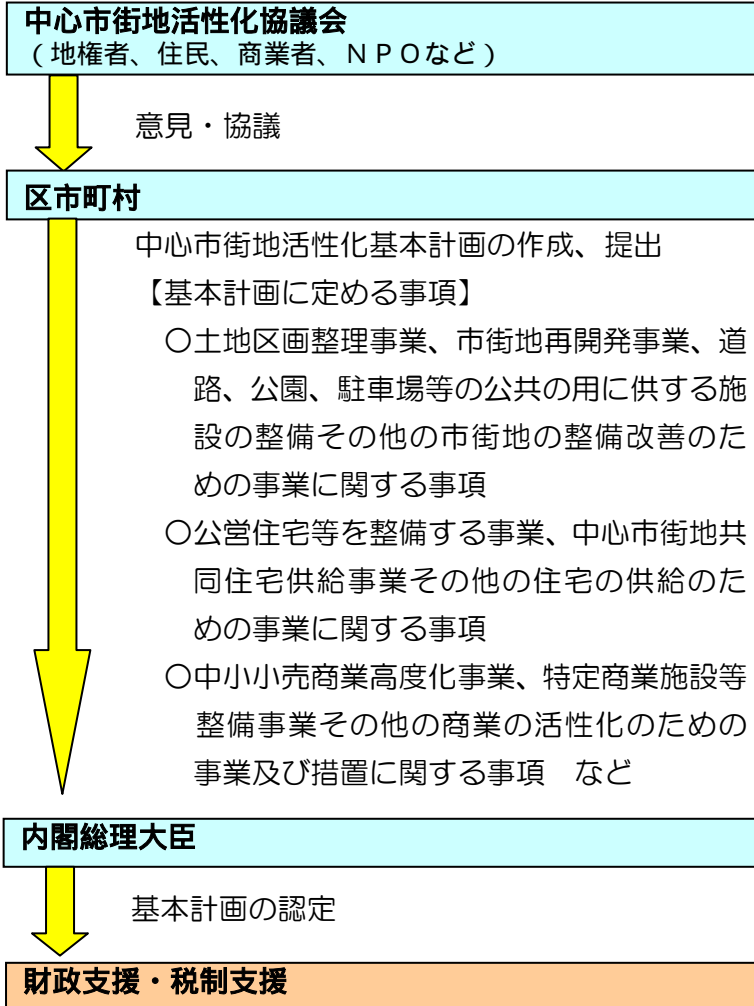 中心市街地活性化協議会
（地権者、住民、商業者、ＮＰＯなど）
意見・協議
区市町村
中心市街地活性化基本計画の作成、提出
【基本計画に定める事項】
○土地区画整理事業、市街地再開発事業、道
路、公園、駐車場等の公共の用に供する施
設の整備その他の市街地の整備改善のた
めの事業に関する事項
○公営住宅等を整備する事業、中心市街地共
同住宅供給事業その他の住宅の供給のた
めの事業に関する事項
○中小小売商業高度化事業、特定商業施設等
整備事業その他の商業の活性化のための
事業及び措置に関する事項　など
内閣総理大臣
基本計画の認定
財政支援・税制支援